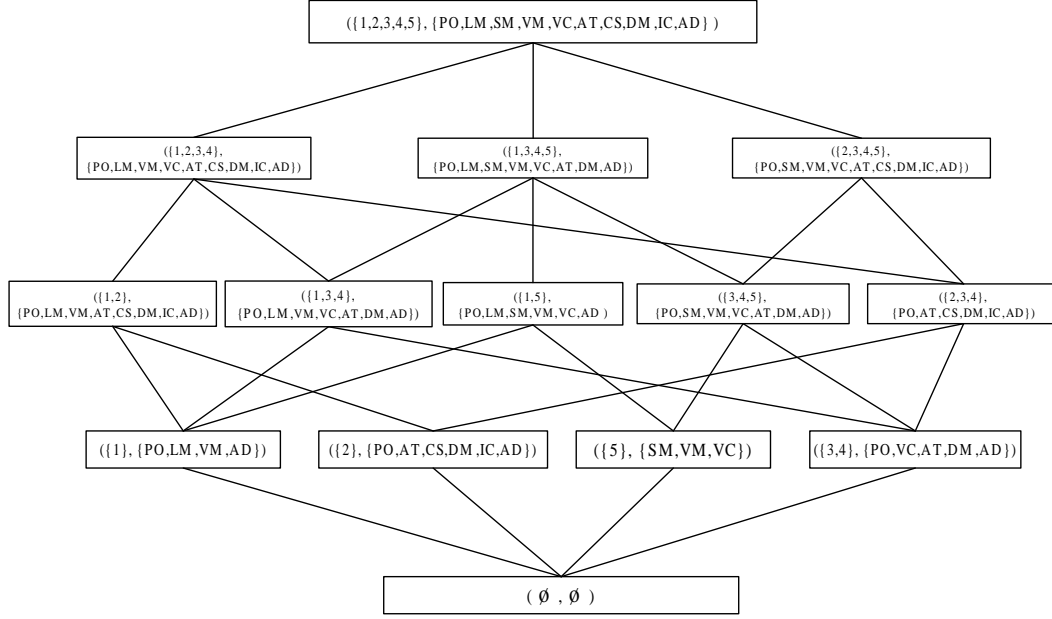 ({1,2,3,4,5}, {PO,LM,SM,VM,VC,AT,CS,DM,IC,AD})
({1,2,3,4},
{PO,LM,VM,VC,AT,CS,DM,IC,AD})
({1,3,4,5},
{PO,LM,SM,VM,VC,AT,DM,AD})
({2,3,4,5},
{PO,SM,VM,VC,AT,CS,DM,IC,AD})
({1,2},
{PO,LM,VM,AT,CS,DM,IC,AD})
({1,3,4},
{PO,LM,VM,VC,AT,DM,AD})
({1,5},
{PO,LM,SM,VM,VC,AD })
({3,4,5},
{PO,SM,VM,VC,AT,DM,AD})
({2,3,4},
{PO,AT,CS,DM,IC,AD})
({1}, {PO,LM,VM,AD})
({2}, {PO,AT,CS,DM,IC,AD})
({5}, {SM,VM,VC})
({3,4}, {PO,VC,AT,DM,AD})
( Ø , Ø )